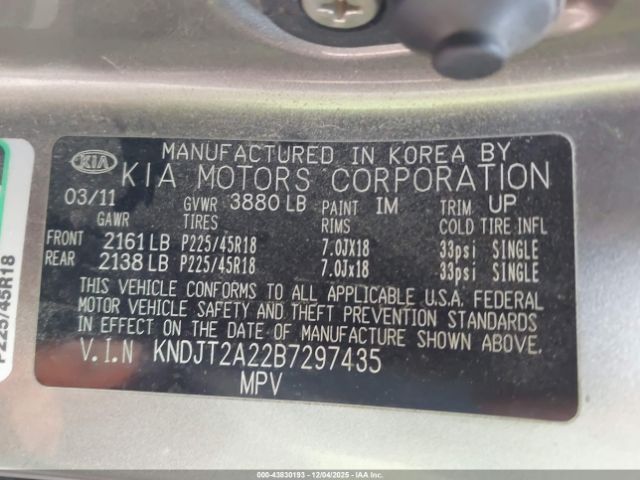 MANUFACTURED IN KOREA BY
KIA KIA MOTORS CORPORATION
03/11 GVWR 3880 LB PAINT IM TRIM UP
GAWR TIRES RIMS COLD TIRE INFL
FRONT 2161 LB P225/45R18 7.0JX18 33psi SINGLE
REAR 2138 LB P225/45R18 7.0Jx18 33psi SINGLE
THIS VEHICLE CONFORMS TO ALL APPLICABLE U.S.A. FEDERAL
MOTOR VEHICLE SAFETY AND THEFT PREVENTION STANDARDS
IN EFFECT ON THE DATE OF MANUFACTURE SHOWN ABOVE.
V.I.N KNDJT2A22B7297435
MPV
P225/45R18
000-43830193 - 12/04/2025 - IAAI